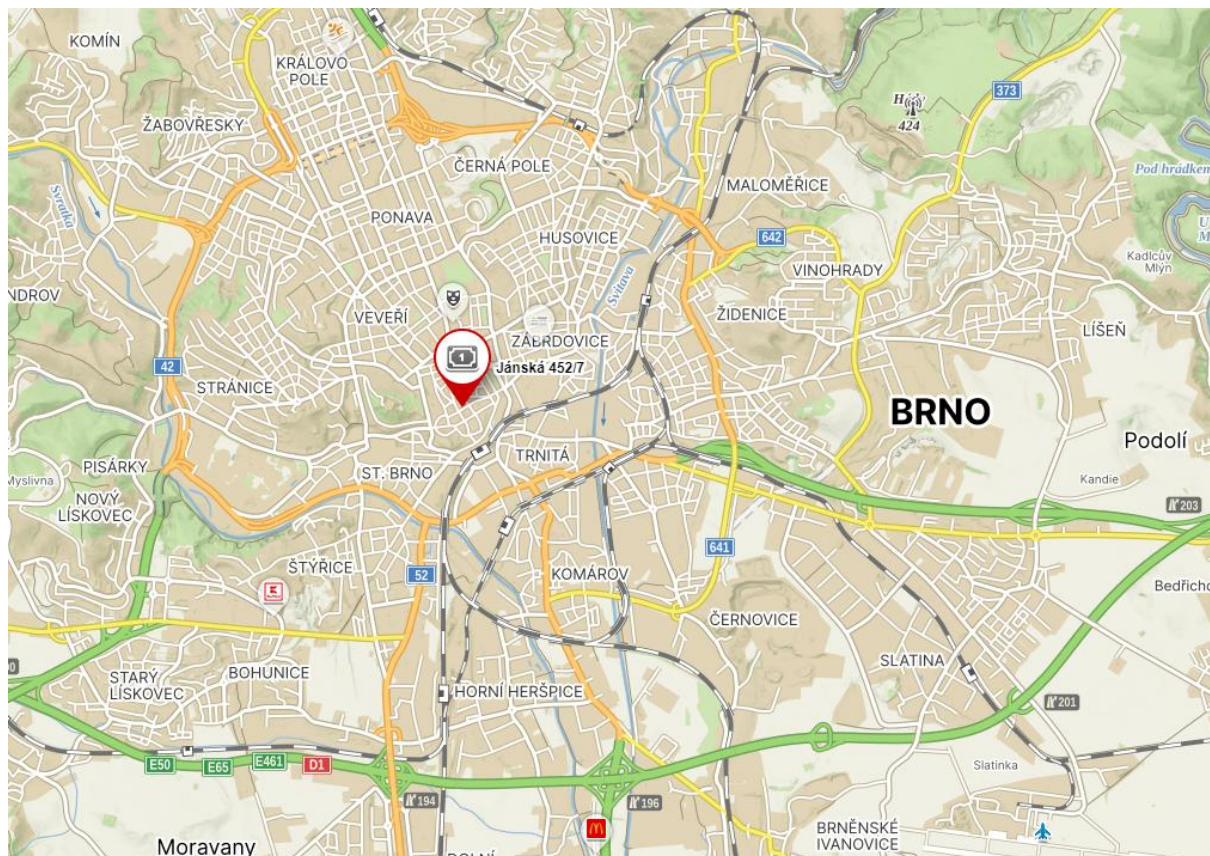 KOMÍN
KRÁLOVO
POLE
373
H
424
ŽABOVŘESKY
ČERNÁ POLE
MALOMĚŘICE
Pod hrádkem
Svratka
PONAVA
HUSOVICE
642
Kadlcův
Mlýn
VINOHRADY
Svitava
NDROV
VEVEŘÍ
ŽIDENICE
LÍŠEŇ
ZÁBRDOVICE
42
1
Jánská 452/7
STRÁNICE
BRNO
Podolí
TRNITÁ
PISÁRKY
ST. BRNO
Myslivna
Kandie
NOVÝ
LÍSKOVEC
203
641
ŠTÝŘICE
52
KOMÁROV
Bedřicho
ČERNOVICE
SLATINA
BOHUNICE
STARÝ
LÍSKOVEC
HORNÍ HERŠPICE
201
E50
E65
E461
D1
Slatinka
194
196
BRNĚNSKÉ
IVANOVICE
Moravany
DOLNÍ